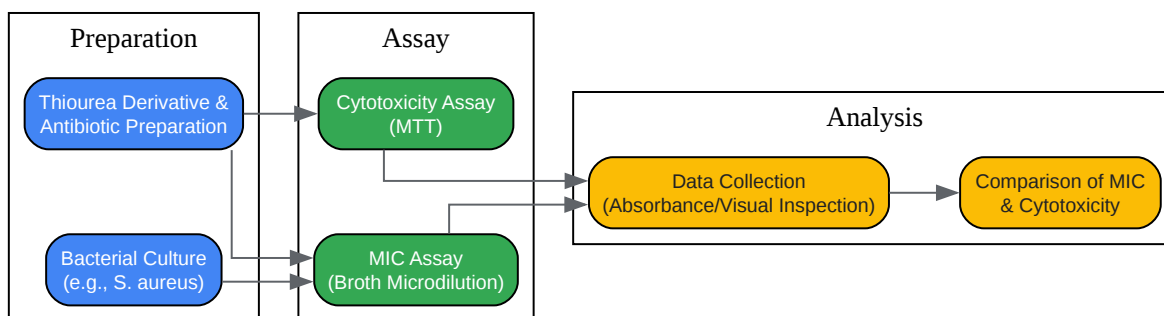 Preparation
Thiourea Derivative &
Antibiotic Preparation
Bacterial Culture
(e.g., S. aureus)
Assay
Cytotoxicity Assay
(MTT)
MIC Assay
(Broth Microdilution)
Analysis
Data Collection
(Absorbance/Visual Inspection)
Comparison of MIC
& Cytotoxicity